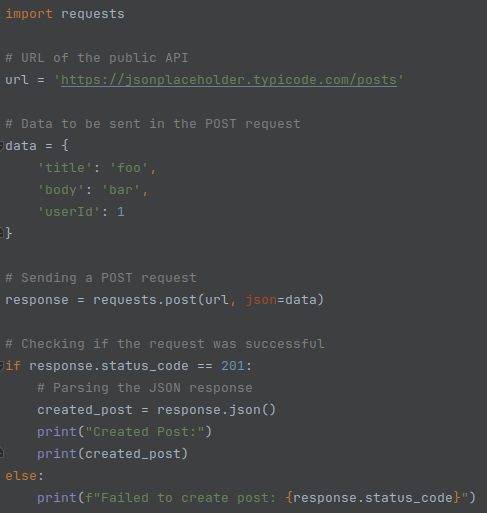 import requests

# URL of the public API
url = 'https://jsonplaceholder.typicode.com/posts'

# Data to be sent in the POST request
data = {
    'title': 'foo',
    'body': 'bar',
    'userId': 1
}

# Sending a POST request
response = requests.post(url, json=data)

# Checking if the request was successful
if response.status_code == 201:
    # Parsing the JSON response
    created_post = response.json()
    print("Created Post:")
    print(created_post)
else:
    print(f"Failed to create post: {response.status_code}")